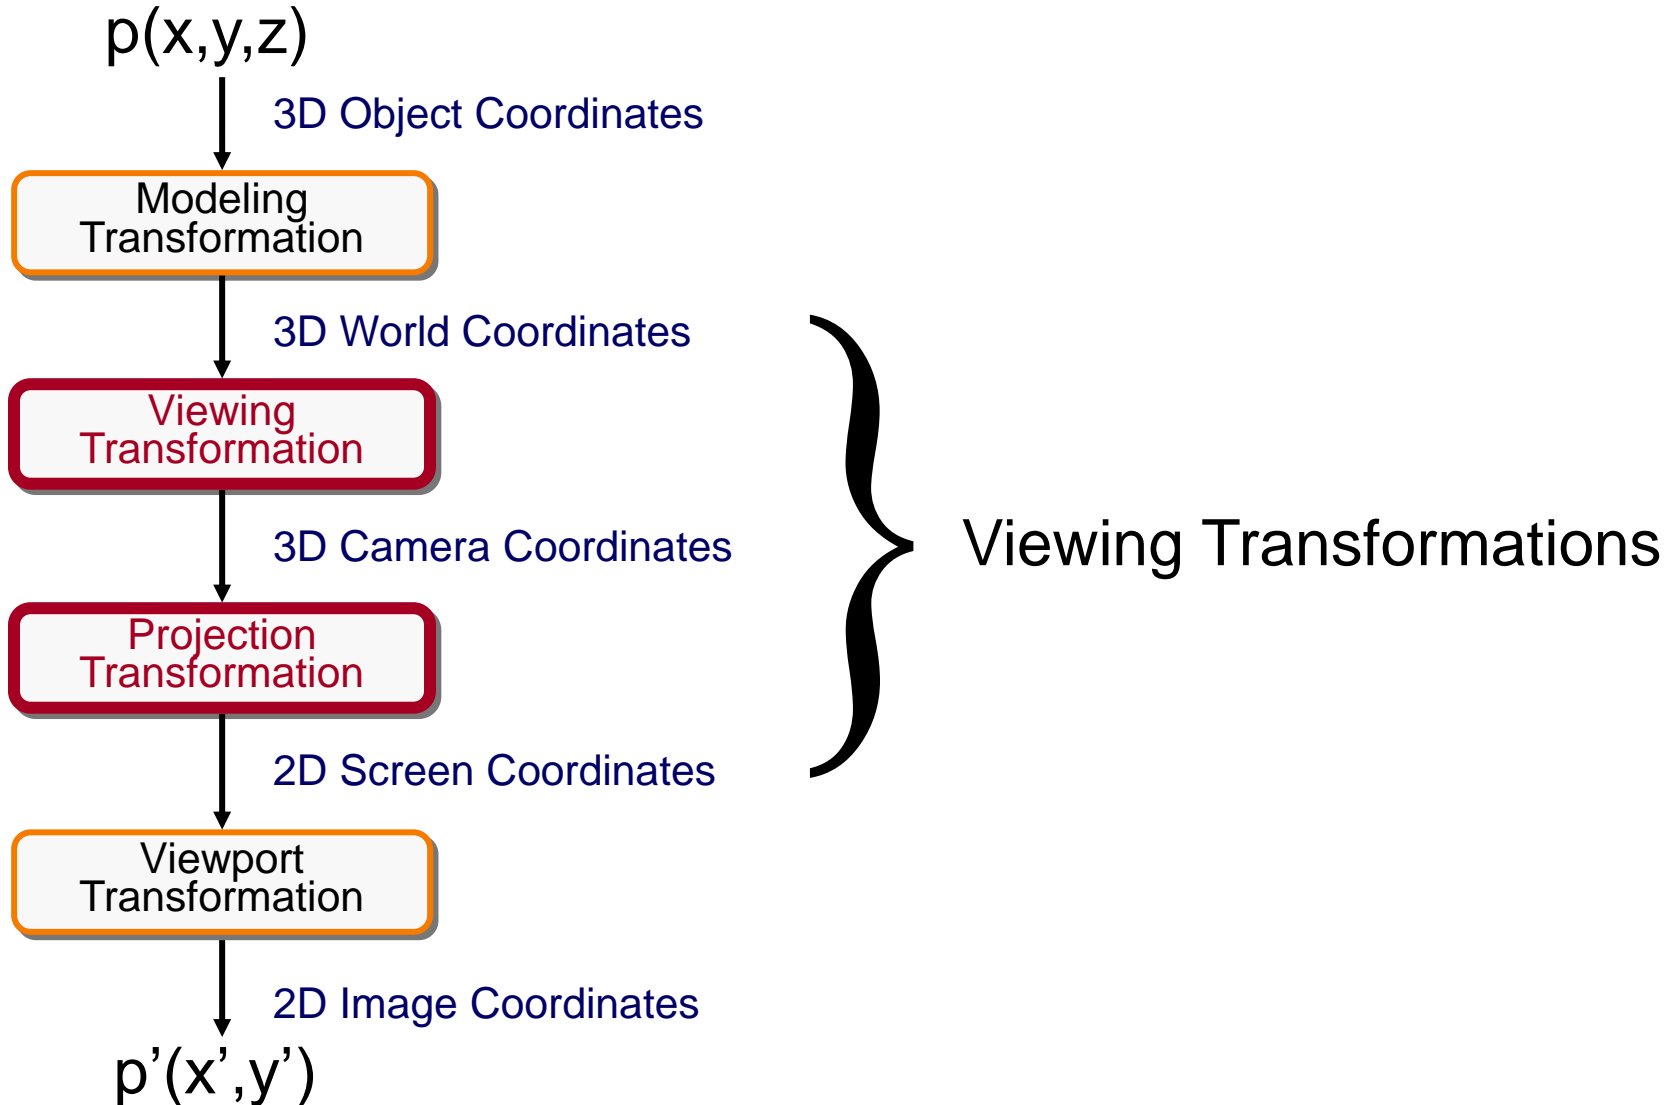 p(x,y,z)
3D Object Coordinates
Modeling
Transformation
3D World Coordinates
Viewing
Transformation
3D Camera Coordinates
Viewing Transformations
Projection
Transformation
2D Screen Coordinates
Viewport
Transformation
2D Image Coordinates
p’(x’,y’)